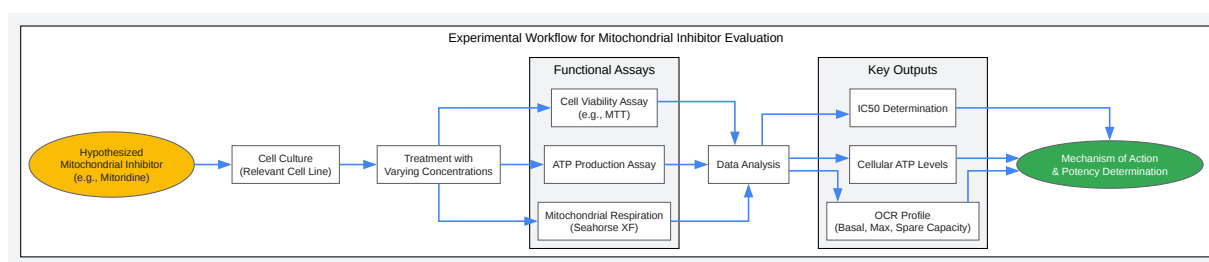 Experimental Workflow for Mitochondrial Inhibitor Evaluation
Hypothesized
Mitochondrial Inhibitor
(e.g., Mitoridine)
Cell Culture
(Relevant Cell Line)
Treatment with
Varying Concentrations
Functional Assays
Cell Viability Assay
(e.g., MTT)
ATP Production Assay
Mitochondrial Respiration
(Seahorse XF)
Data Analysis
Key Outputs
IC50 Determination
Cellular ATP Levels
OCR Profile
(Basal, Max, Spare Capacity)
Mechanism of Action
& Potency Determination